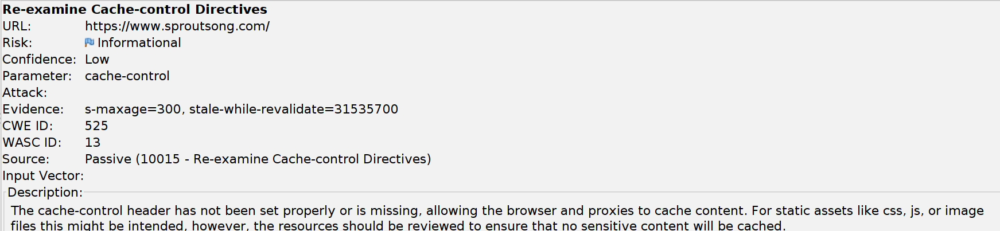 Re-examine Cache-control Directives
URL: https://www.sproutsong.com/
Risk: Informational
Confidence: Low
Parameter: cache-control
Attack:
Evidence: s-maxage=300, stale-while-revalidate=31535700
CWE ID: 525
WASC ID: 13
Source: Passive (10015 - Re-examine Cache-control Directives)
Input Vector:
Description:
The cache-control header has not been set properly or is missing, allowing the browser and proxies to cache content. For static assets like css, js, or image
files this might be intended, however, the resources should be reviewed to ensure that no sensitive content will be cached.